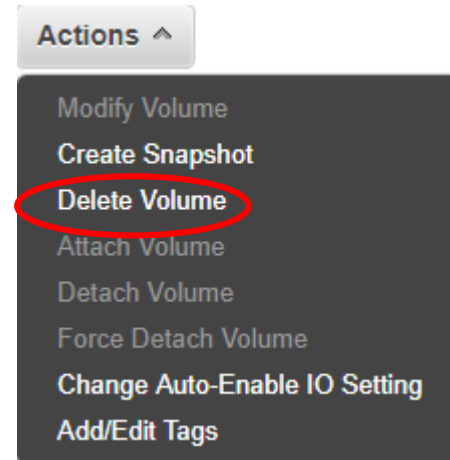 Actions
Modify Volume
Create Snapshot
Delete Volume
Attach Volume
Detach Volume
Force Detach Volume
Change Auto-Enable IO Setting
Add/Edit Tags